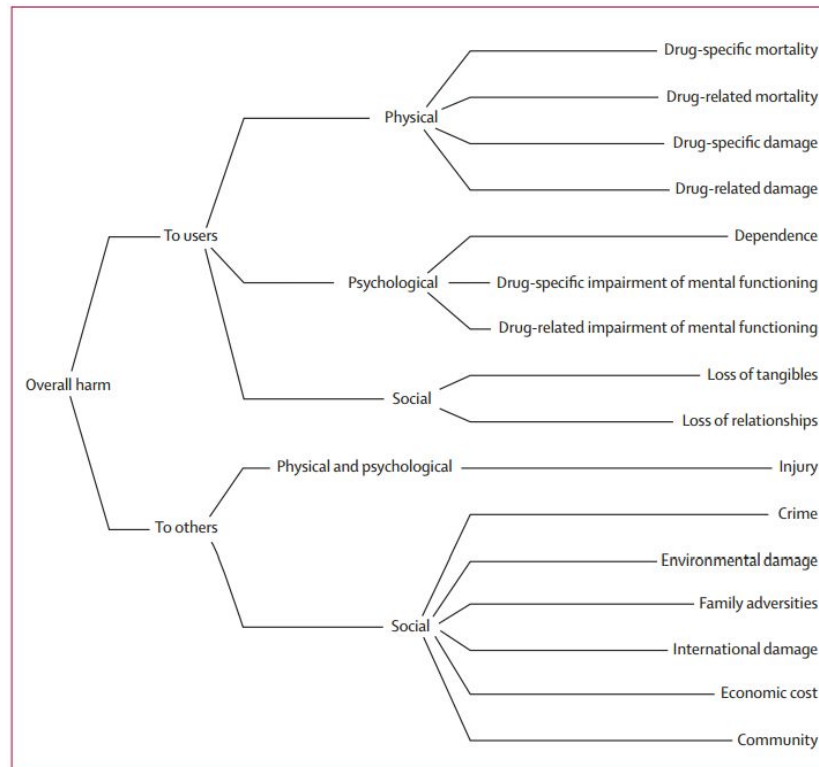 Drug-specific mortality
Drug-related mortality
Physical
Drug-specific damage
Drug-related damage
To users
Dependence
Psychological
Drug-specific impairment of mental functioning
Drug-related impairment of mental functioning
Loss of tangibles
Overall harm
Social
Loss of relationships
Physical and psychological
Injury
Crime
To others
Environmental damage
Family adversities
Social
International damage
Economic cost
Community